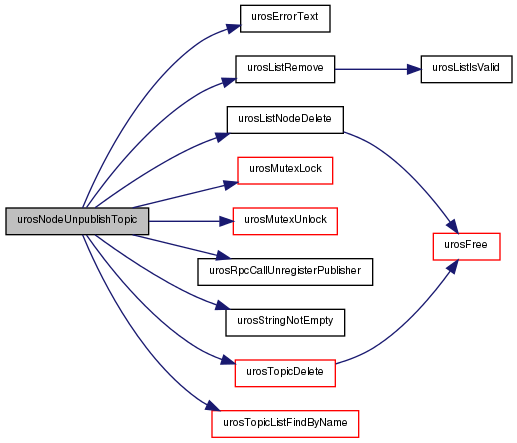 urosErrorText
urosListRemove
urosListIsValid
urosListNodeDelete
urosMutexLock
urosNodeUnpublishTopic
urosMutexUnlock
urosFree
urosRpcCallUnregisterPublisher
urosStringNotEmpty
urosTopicDelete
urosTopicListFindByName